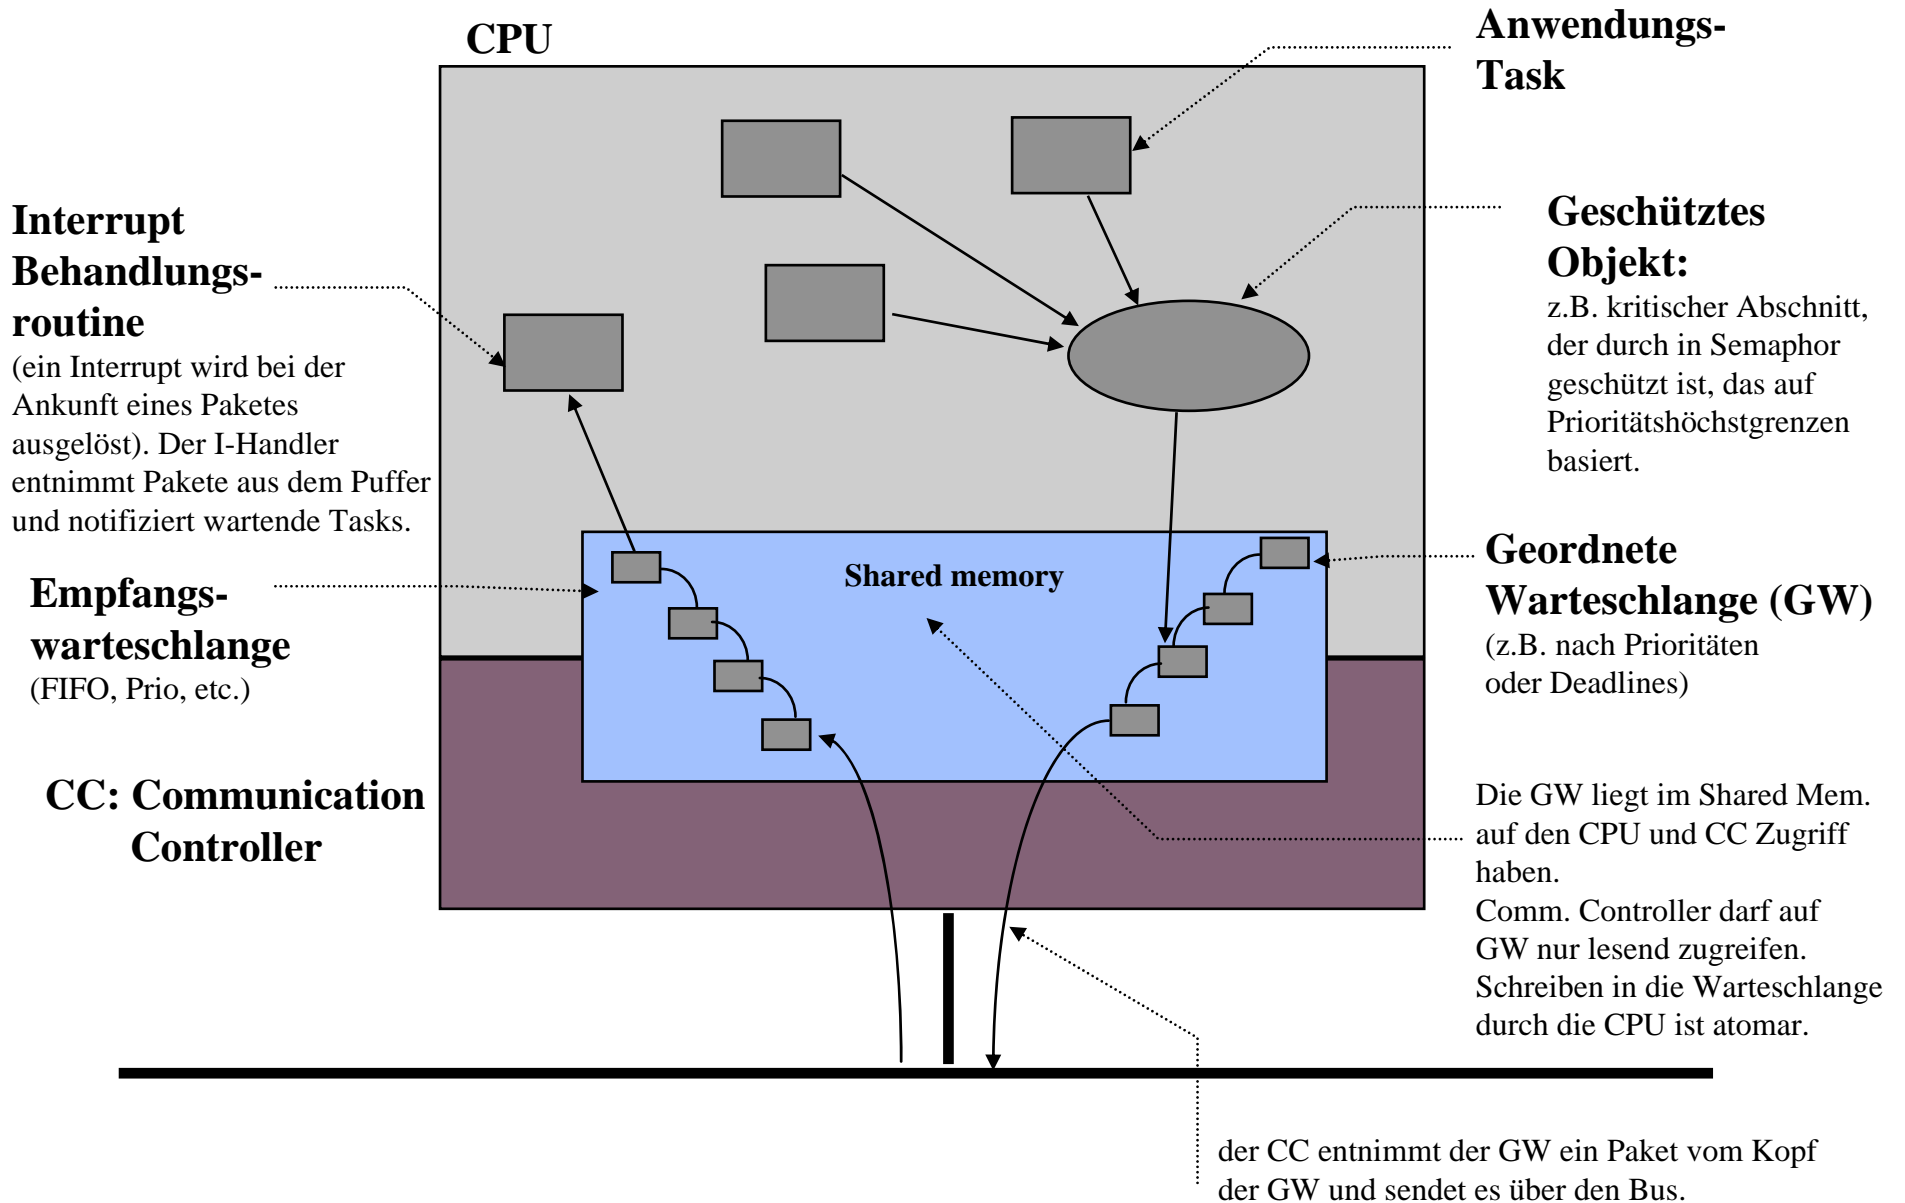 CPU
Anwendungs-
Task
Interrupt
Behandlungs-
routine
(ein Interrupt wird bei der
Ankunft eines Paketes
ausgelöst). Der I-Handler
entnimmt Pakete aus dem Puffer
und notifiziert wartende Tasks.
Geschütztes
Objekt:
z.B. kritischer Abschnitt,
der durch in Semaphor
geschützt ist, das auf
Prioritätshöchstgrenzen
basiert.
Shared memory
Empfangs-
warteschlange
(FIFO, Prio, etc.)
Geordnete
Warteschlange (GW)
(z.B. nach Prioritäten
oder Deadlines)
CC: Communication
Controller
Die GW liegt im Shared Mem.
auf den CPU und CC Zugriff
haben.
Comm. Controller darf auf
GW nur lesend zugreifen.
Schreiben in die Warteschlange
durch die CPU ist atomar.
der CC entnimmt der GW ein Paket vom Kopf
der GW und sendet es über den Bus.